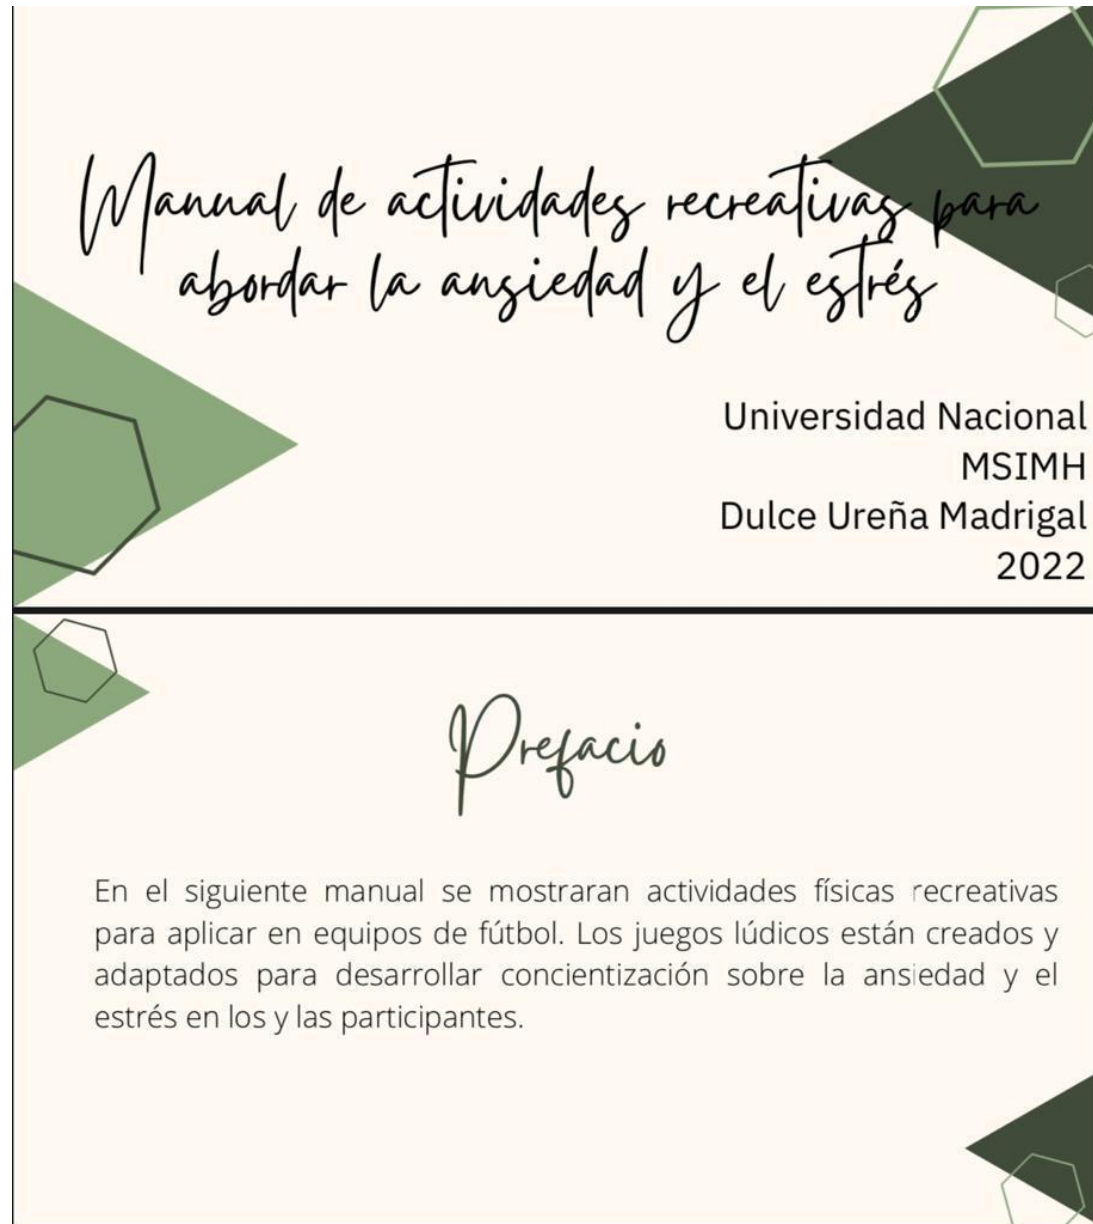 Manual de actividades recreativas para
abordar la ansiedad y el estrés
Universidad Nacional
MSIMH
Dulce Ureña Madrigal
2022
Prefacio
En el siguiente manual se mostraran actividades físicas recreativas
para aplicar en equipos de fútbol. Los juegos lúdicos están creados y
adaptados para desarrollar concientización sobre la ansiedad y el
estrés en los y las participantes.